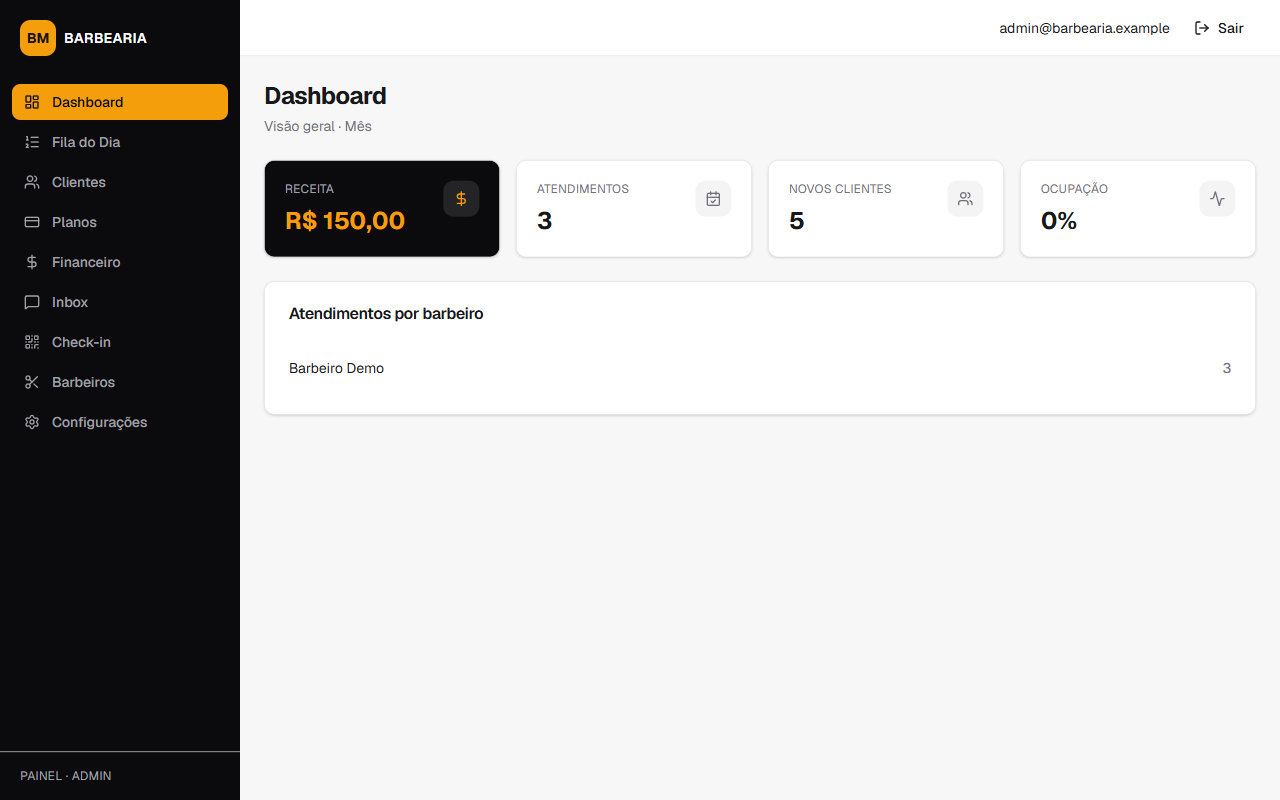 BM BARBEARIA
Dashboard
Fila do Dia
Clientes
Planos
Financeiro
Inbox
Check-in
Barbeiros
Configurações
PAINEL · ADMIN
admin@barbearia.example Sair
Dashboard
Visão geral · Mês
RECEITA
R$ 150,00
ATENDIMENTOS
3
NOVOS CLIENTES
5
OCUPAÇÃO
0%
Atendimentos por barbeiro
Barbeiro Demo 3